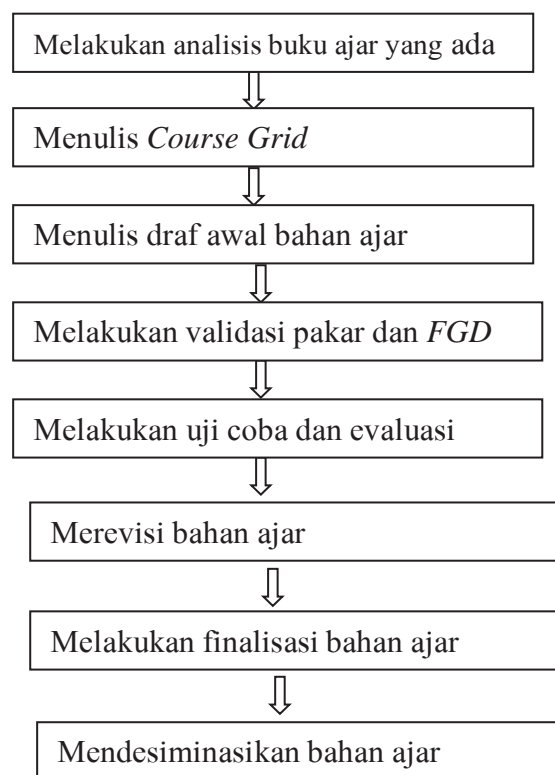 Melakukan analisis buku ajar yang ada
Menulis Course Grid
Menulis draf awal bahan ajar
Melakukan validasi pakar dan FGD
Melakukan uji coba dan evaluasi
Merevisi bahan ajar
Melakukan finalisasi bahan ajar
Mendesiminasikan bahan ajar